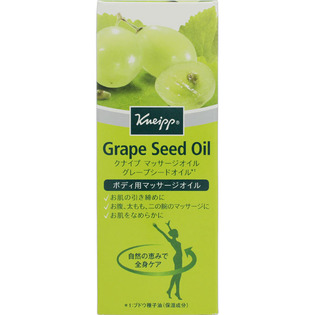 Kneipp®
Grape Seed Oil
クナイプ マッサージオイル
グレープシードオイル*¹
ボディ用マッサージオイル
✓お肌の引き締めに
✓お腹、太もも、二の腕のマッサージに
✓お肌をなめらかに
自然の恵みで
全身ケア
*1:ブドウ種子油(保湿成分)